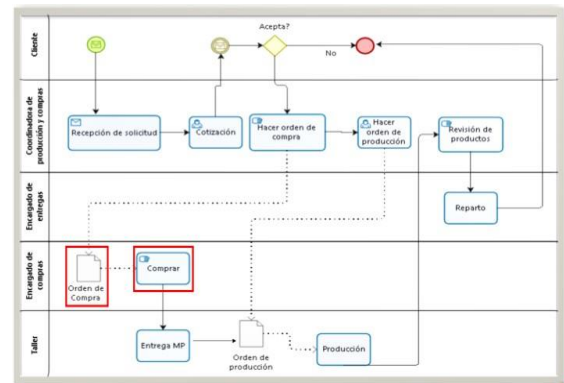 Cliente
Acepta?
No
Coordinadora de
producción y compras
Recepción de solicitud
Cotización
Hacer orden de
compra
Hacer
orden de
producción
Revisión de
productos
Encargado de
entregas
Reparto
Encargado de
compras
Orden de
Compra
Comprar
Taller
Entrega MP
Orden de
producción
Producción